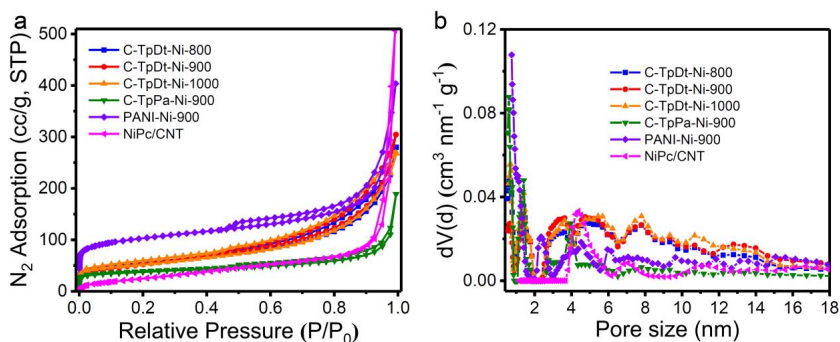 a
N₂ Adsorption (cc/g, STP)
500
400
300
200
100
0
C-TpDt-Ni-800
C-TpDt-Ni-900
C-TpDt-Ni-1000
C-TpPa-Ni-900
PANI-Ni-900
NiPc/CNT
0.0 0.2 0.4 0.6 0.8 1.0
Relative Pressure (P/P₀)
b
dV(d) (cm³ nm⁻¹ g⁻¹)
0.12
0.08
0.04
0.00
C-TpDt-Ni-800
C-TpDt-Ni-900
C-TpDt-Ni-1000
C-TpPa-Ni-900
PANI-Ni-900
NiPc/CNT
2 4 6 8 10 12 14 16 18
Pore size (nm)